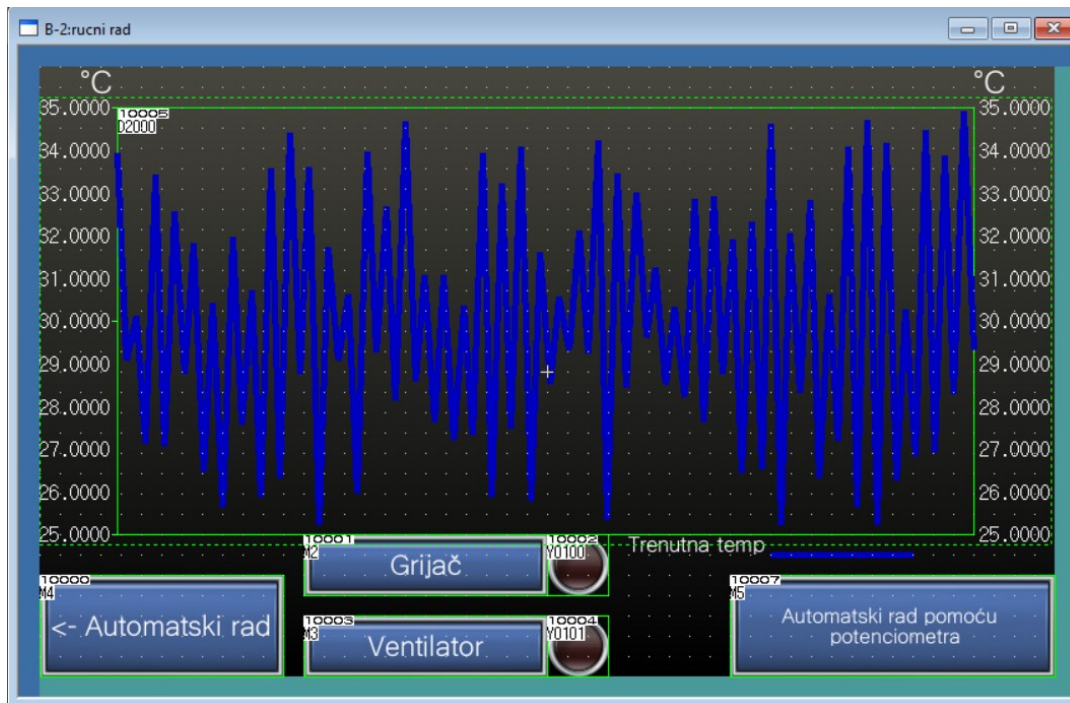 B-2:rucni rad
°C °C
35.0000 35.0000
10005
D2000
34.0000 34.0000
33.0000 33.0000
32.0000 32.0000
31.0000 31.0000
30.0000 30.0000
29.0000 29.0000
28.0000 28.0000
27.0000 27.0000
26.0000 26.0000
25.0000 25.0000
10001 10002
M2 Y0100
Grijač
Trenutna temp
10000
M4
<- Automatski rad
10003 10004
M3 Y0101
Ventilator
10007
M5
Automatski rad pomoću
potenciometra